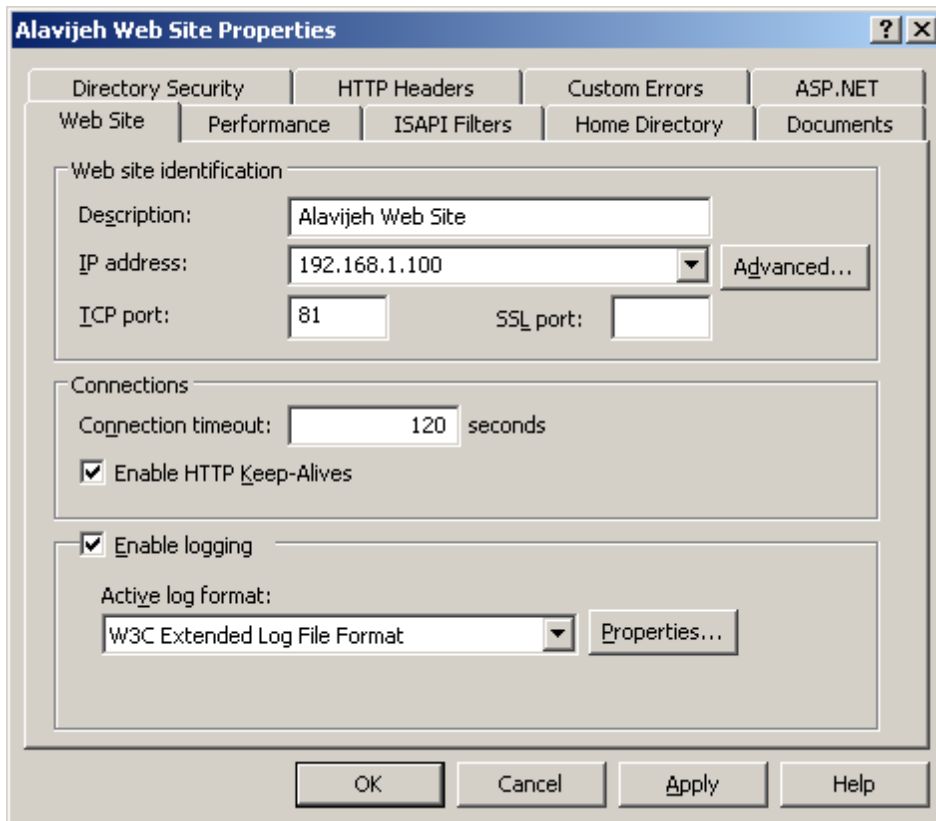 Alavijeh Web Site Properties
Directory Security HTTP Headers Custom Errors ASP.NET
Web Site Performance ISAPI Filters Home Directory Documents
Web site identification
Description: Alavijeh Web Site
IP address: 192.168.1.100 Advanced...
TCP port: 81 SSL port:
Connections
Connection timeout: 120 seconds
Enable HTTP Keep-Alives
Enable logging
Active log format:
W3C Extended Log File Format Properties...
OK Cancel Apply Help